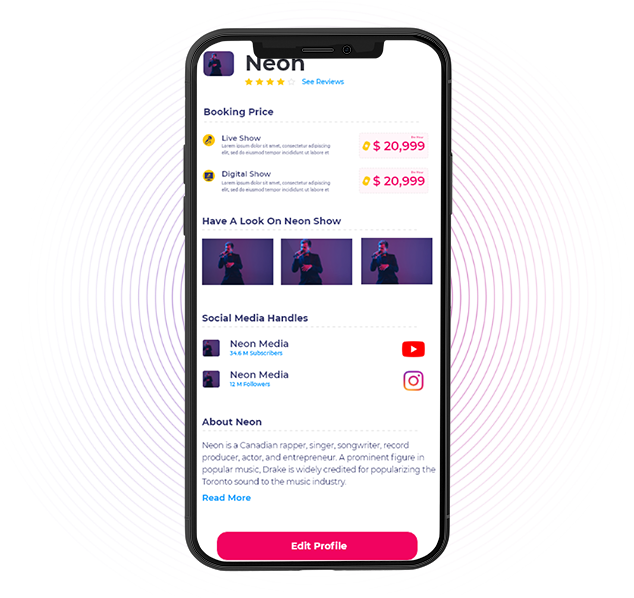 Neon
See Reviews
Booking Price
Live Show
Lorem ipsum dolor sit amet, consectetur adipiscing
elit, sed do eiusmod tempor incididunt ut labore et
$ 20,999
Digital Show
Lorem ipsum dolor sit amet, consectetur adipiscing
elit, sed do eiusmod tempor incididunt ut labore et
$ 20,999
Have A Look On Neon Show
Social Media Handles
Neon Media
34.6 M Subscribers
Neon Media
12 M Followers
About Neon
Neon is a Canadian rapper, singer, songwriter, record
producer, actor, and entrepreneur. A prominent figure in
popular music, Drake is widely credited for popularizing the
Toronto sound to the music industry.
Read More
Edit Profile